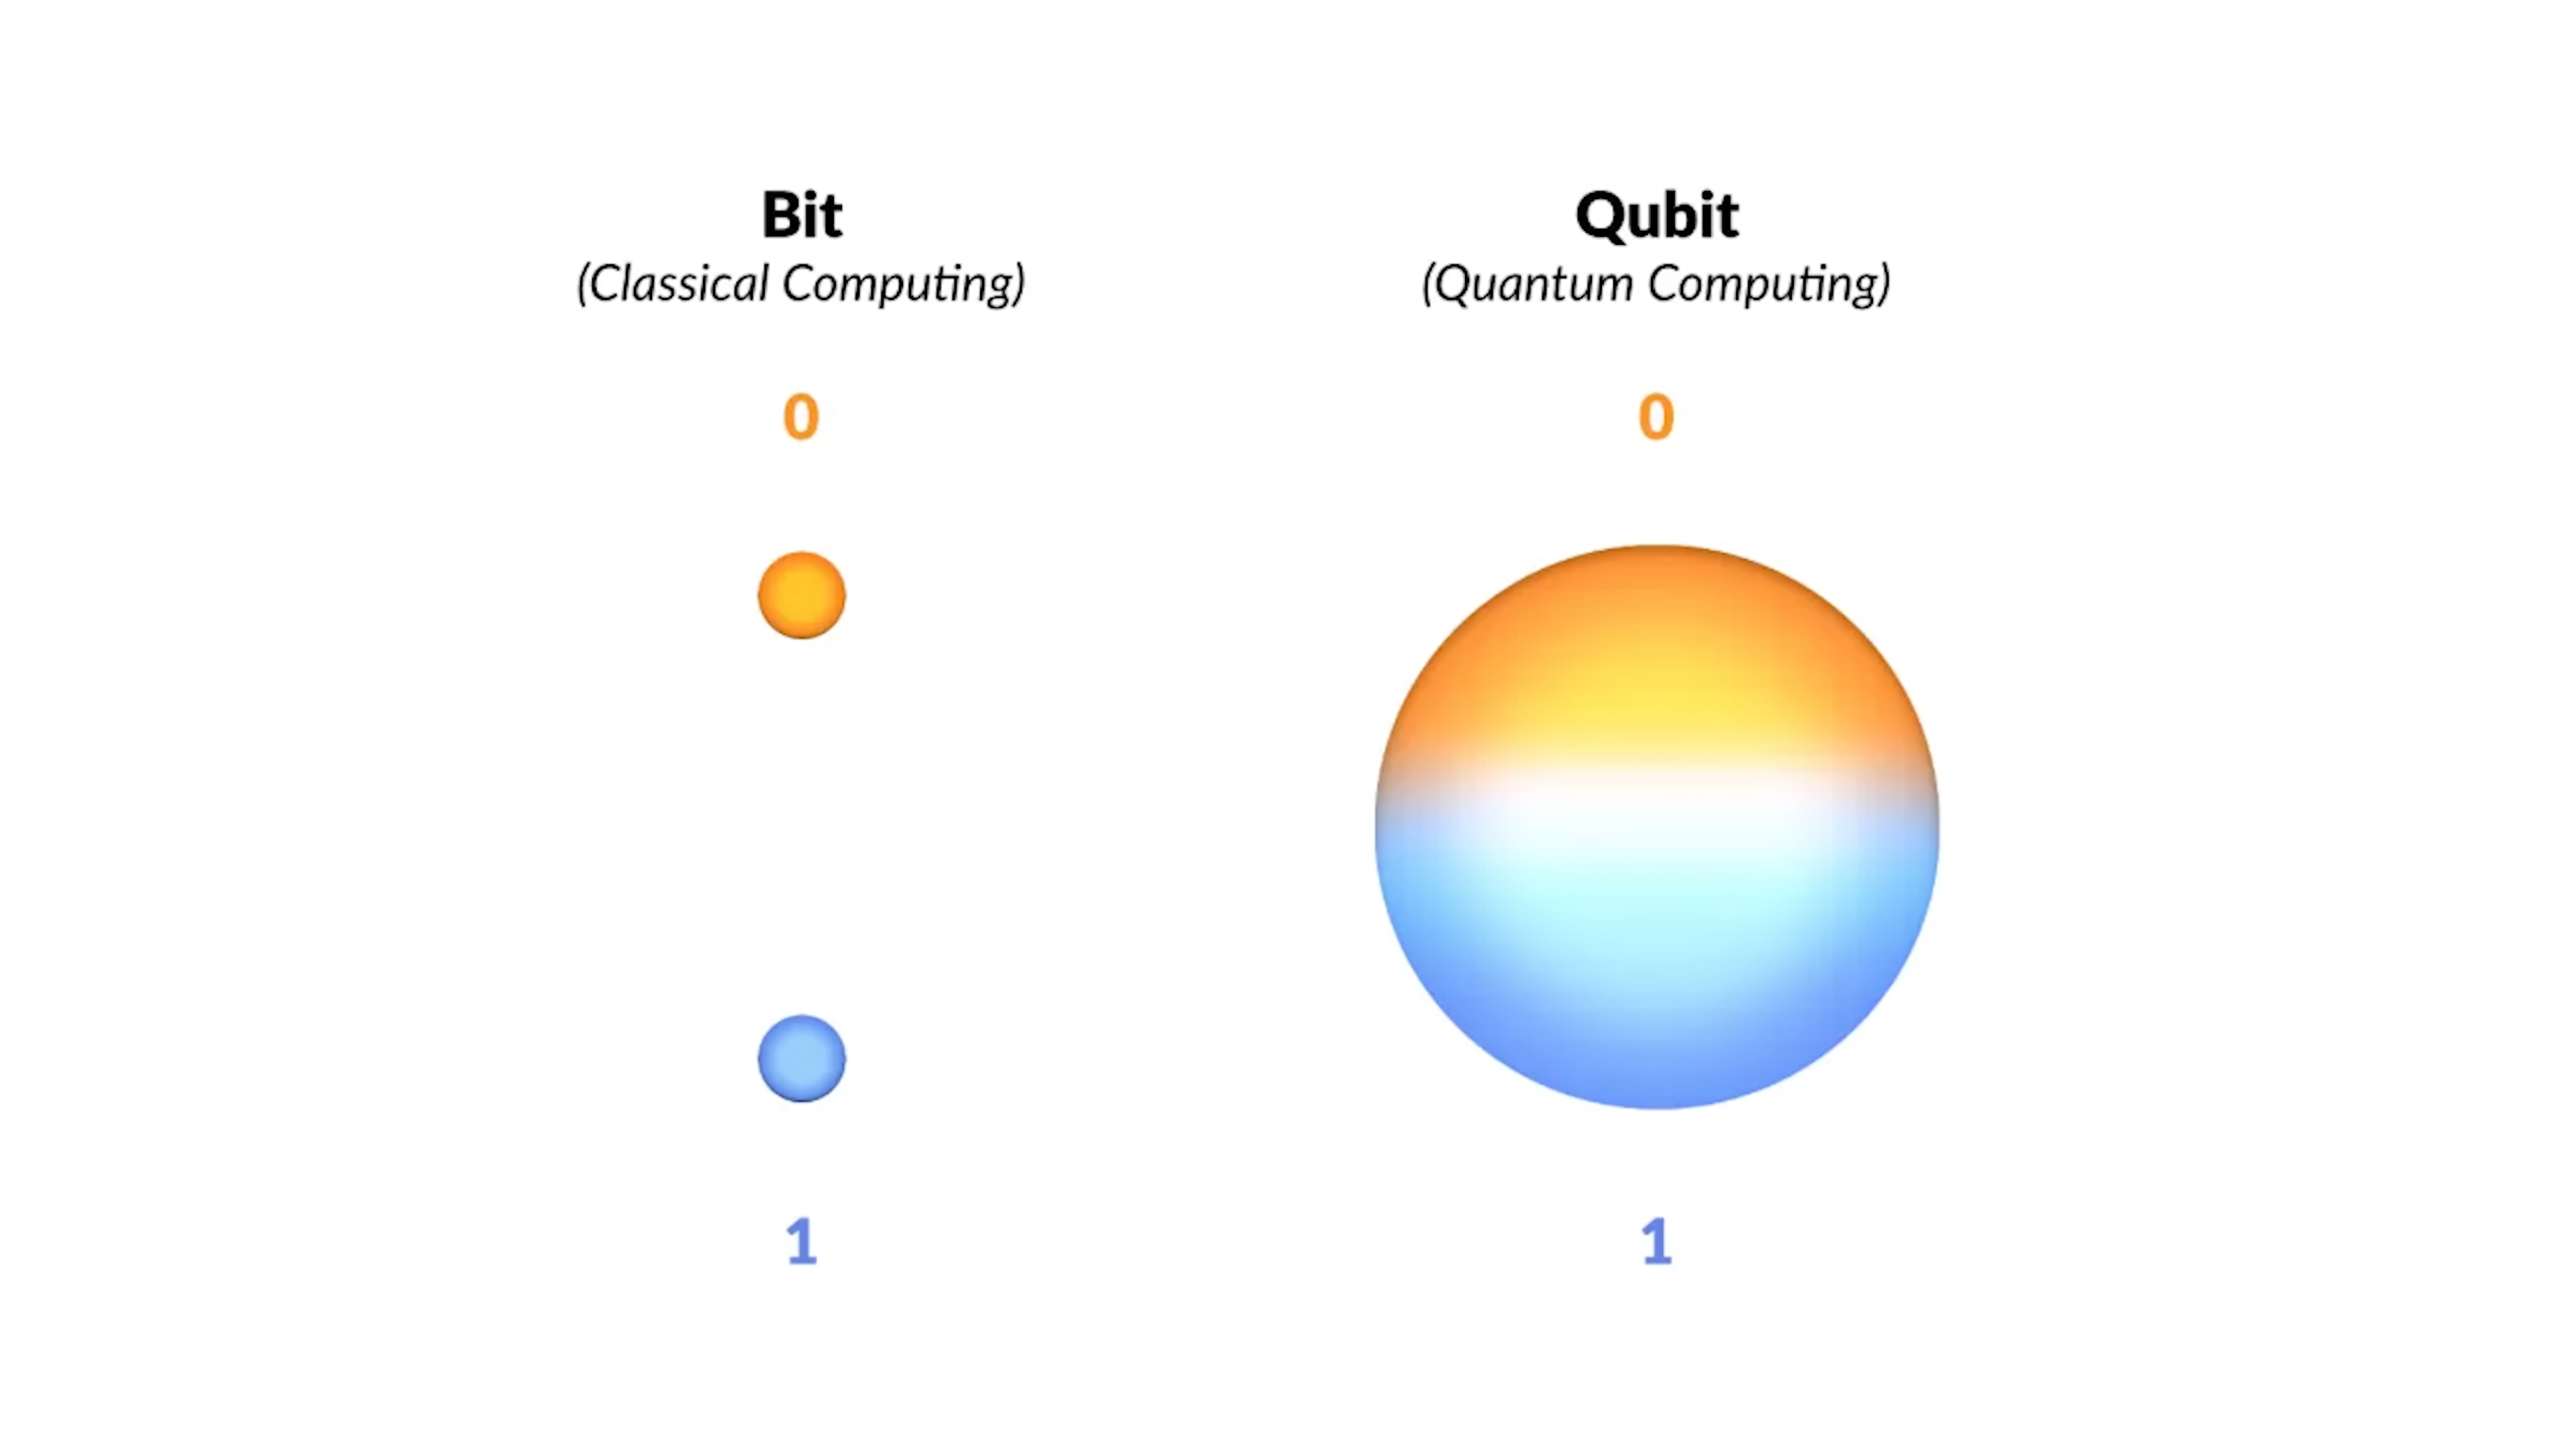 Bit
(Classical Computing)
0
1
Qubit
(Quantum Computing)
0
1